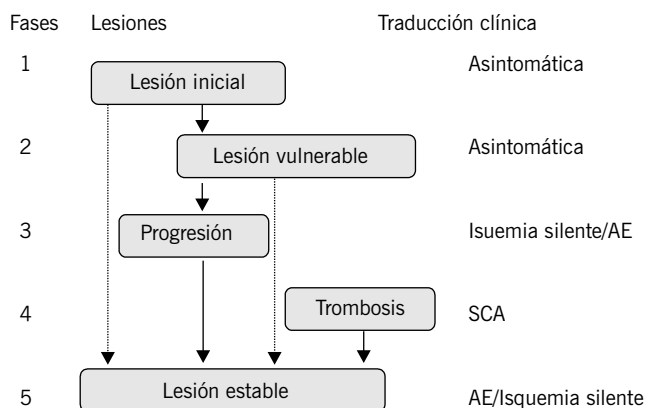 Fases Lesiones Traducción clínica
1 Lesión inicial Asintomática
2 Lesión vulnerable Asintomática
3 Progresión Isuemia silente/AE
4 Trombosis SCA
5 Lesión estable AE/Isquemia silente